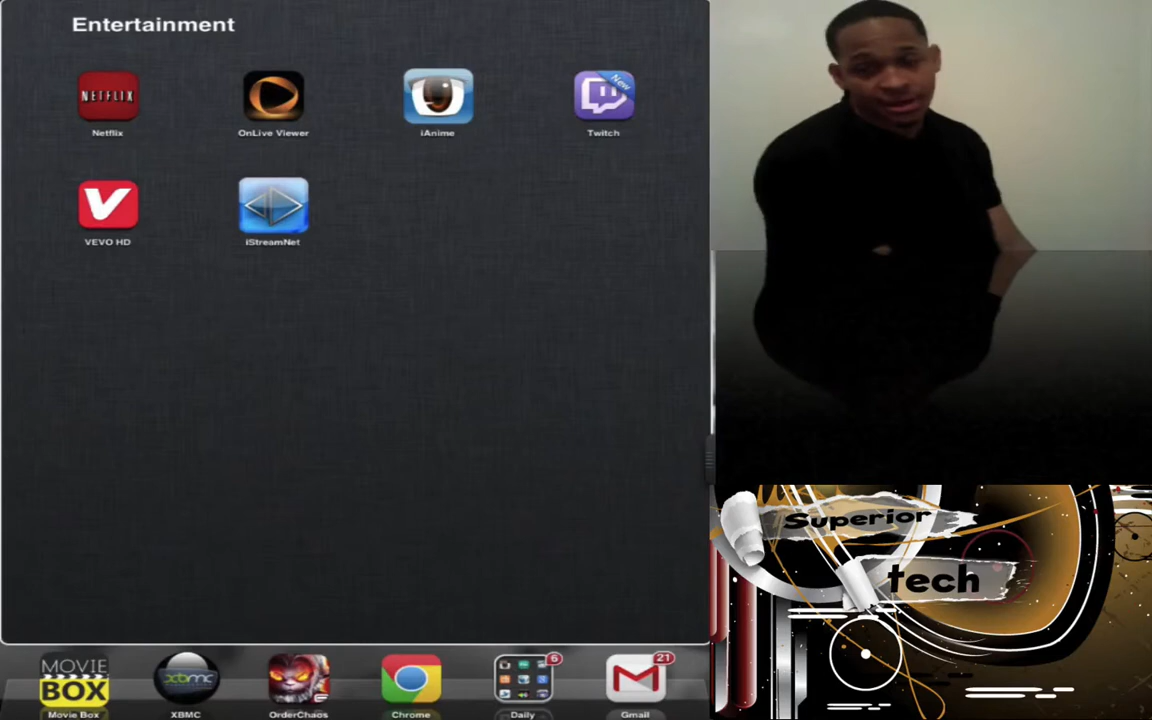 Entertainment
NETFLIX
New
Netflix
OnLive Viewer
iAnime
Twitch
V
VEVO HD
iStreamNet
Superior
tech
MOVIE
BOX
xbmc
6
21
Movie Box
XBMC
OrderChaos
Chrome
Daily
Gmail